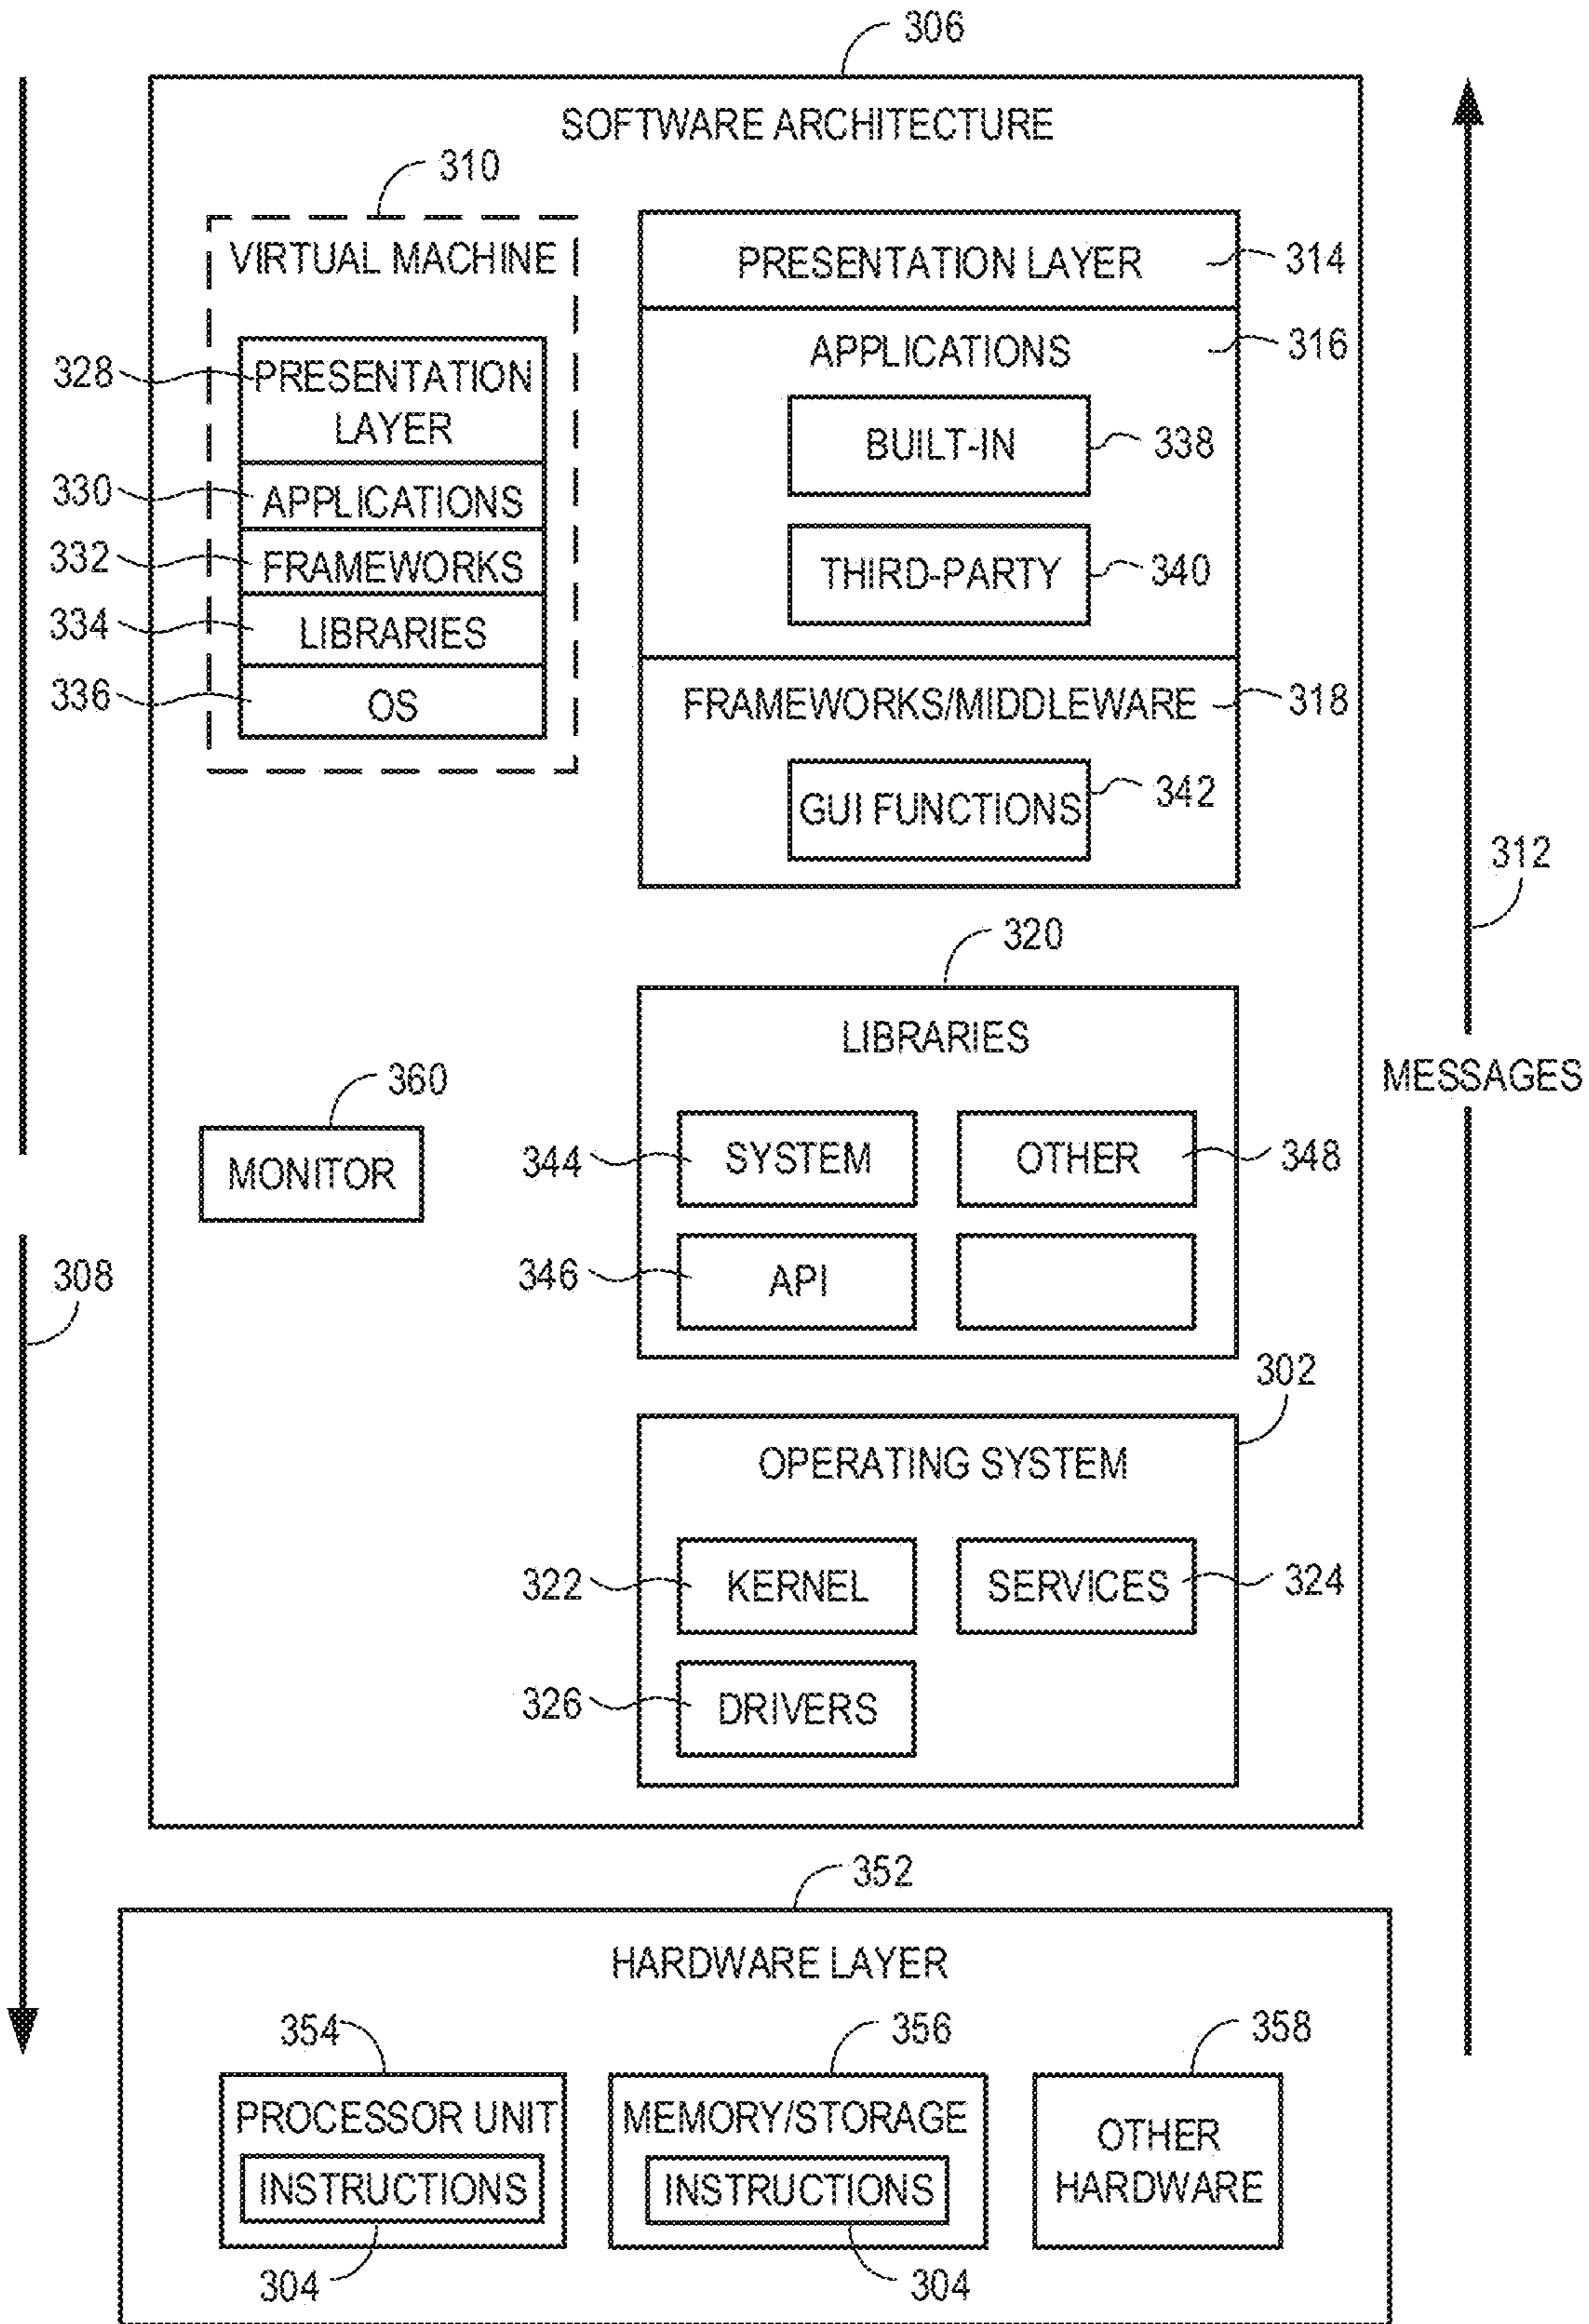 306
SOFTWARE ARCHITECTURE
310
VIRTUAL MACHINE
328
PRESENTATION
LAYER
330
APPLICATIONS
332
FRAMEWORKS
334
LIBRARIES
336
OS
PRESENTATION LAYER
314
APPLICATIONS
316
BUILT-IN
338
THIRD-PARTY
340
FRAMEWORKS/MIDDLEWARE
318
GUI FUNCTIONS
342
312
MESSAGES
320
LIBRARIES
344
SYSTEM
OTHER
348
346
API
360
MONITOR
308
302
OPERATING SYSTEM
322
KERNEL
SERVICES
324
326
DRIVERS
352
HARDWARE LAYER
354
PROCESSOR UNIT
INSTRUCTIONS
304
356
MEMORY/STORAGE
INSTRUCTIONS
304
358
OTHER
HARDWARE